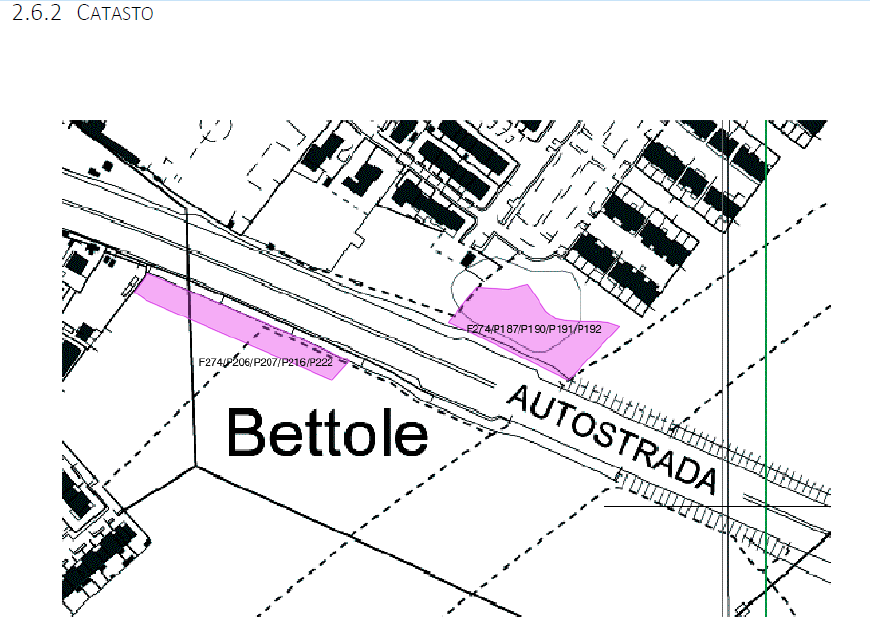 2.6.2 CATASTO
F274/P187/P190/P191/P192
F274/P206/P207/P216/P222
AUTOSTRADA
Bettole